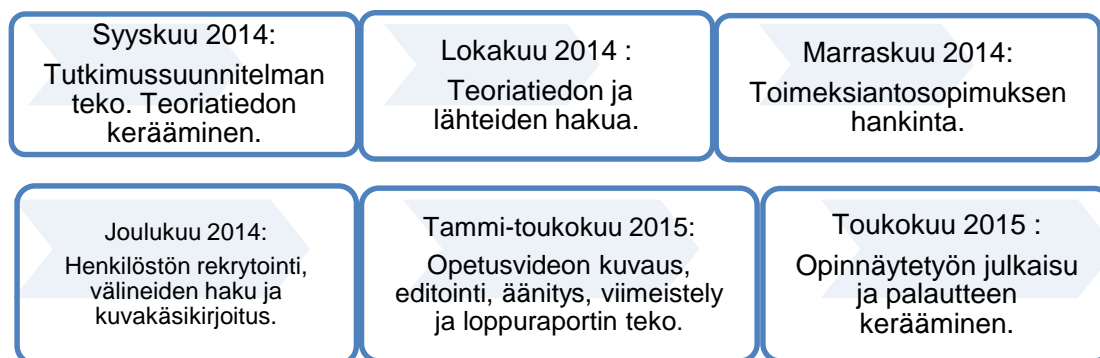 Syyskuu 2014:
Tutkimussuunnitelman
teko. Teoriatiedon
kerääminen.
Lokakuu 2014 :
Teoriatiedon ja
lähteiden hakua.
Marraskuu 2014:
Toimeksiantosopimuksen
hankinta.
Joulukuu 2014:
Henkilöstön rekrytointi,
välineiden haku ja
kuvakäsikirjoitus.
Tammi-toukokuu 2015:
Opetusvideon kuvaus,
editointi, äänitys, viimeistely
ja loppuraportin teko.
Toukokuu 2015 :
Opinnäytetyön julkaisu
ja palautteen
kerääminen.